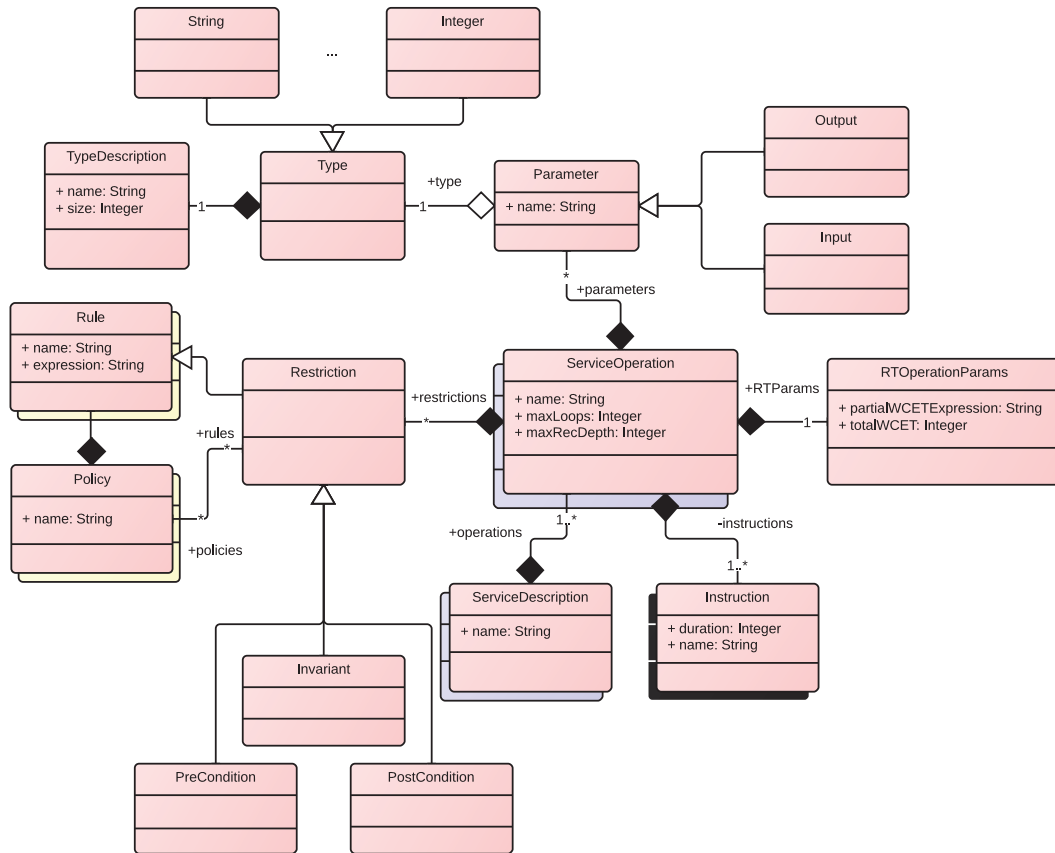 String
...
Integer
Output
TypeDescription
+ name: String
+ size: Integer
1
Type
+type
1
Parameter
+ name: String
Input
*
+parameters
Rule
+ name: String
+ expression: String
Restriction
+restrictions
*
ServiceOperation
+ name: String
+ maxLoops: Integer
+ maxRecDepth: Integer
+RTParams
1
RTOperationParams
+ partialWCETExpression: String
+ totalWCET: Integer
+rules
*
Policy
+ name: String
*
+policies
1..*
+operations
-instructions
1..*
ServiceDescription
+ name: String
Instruction
+ duration: Integer
+ name: String
Invariant
PreCondition
PostCondition